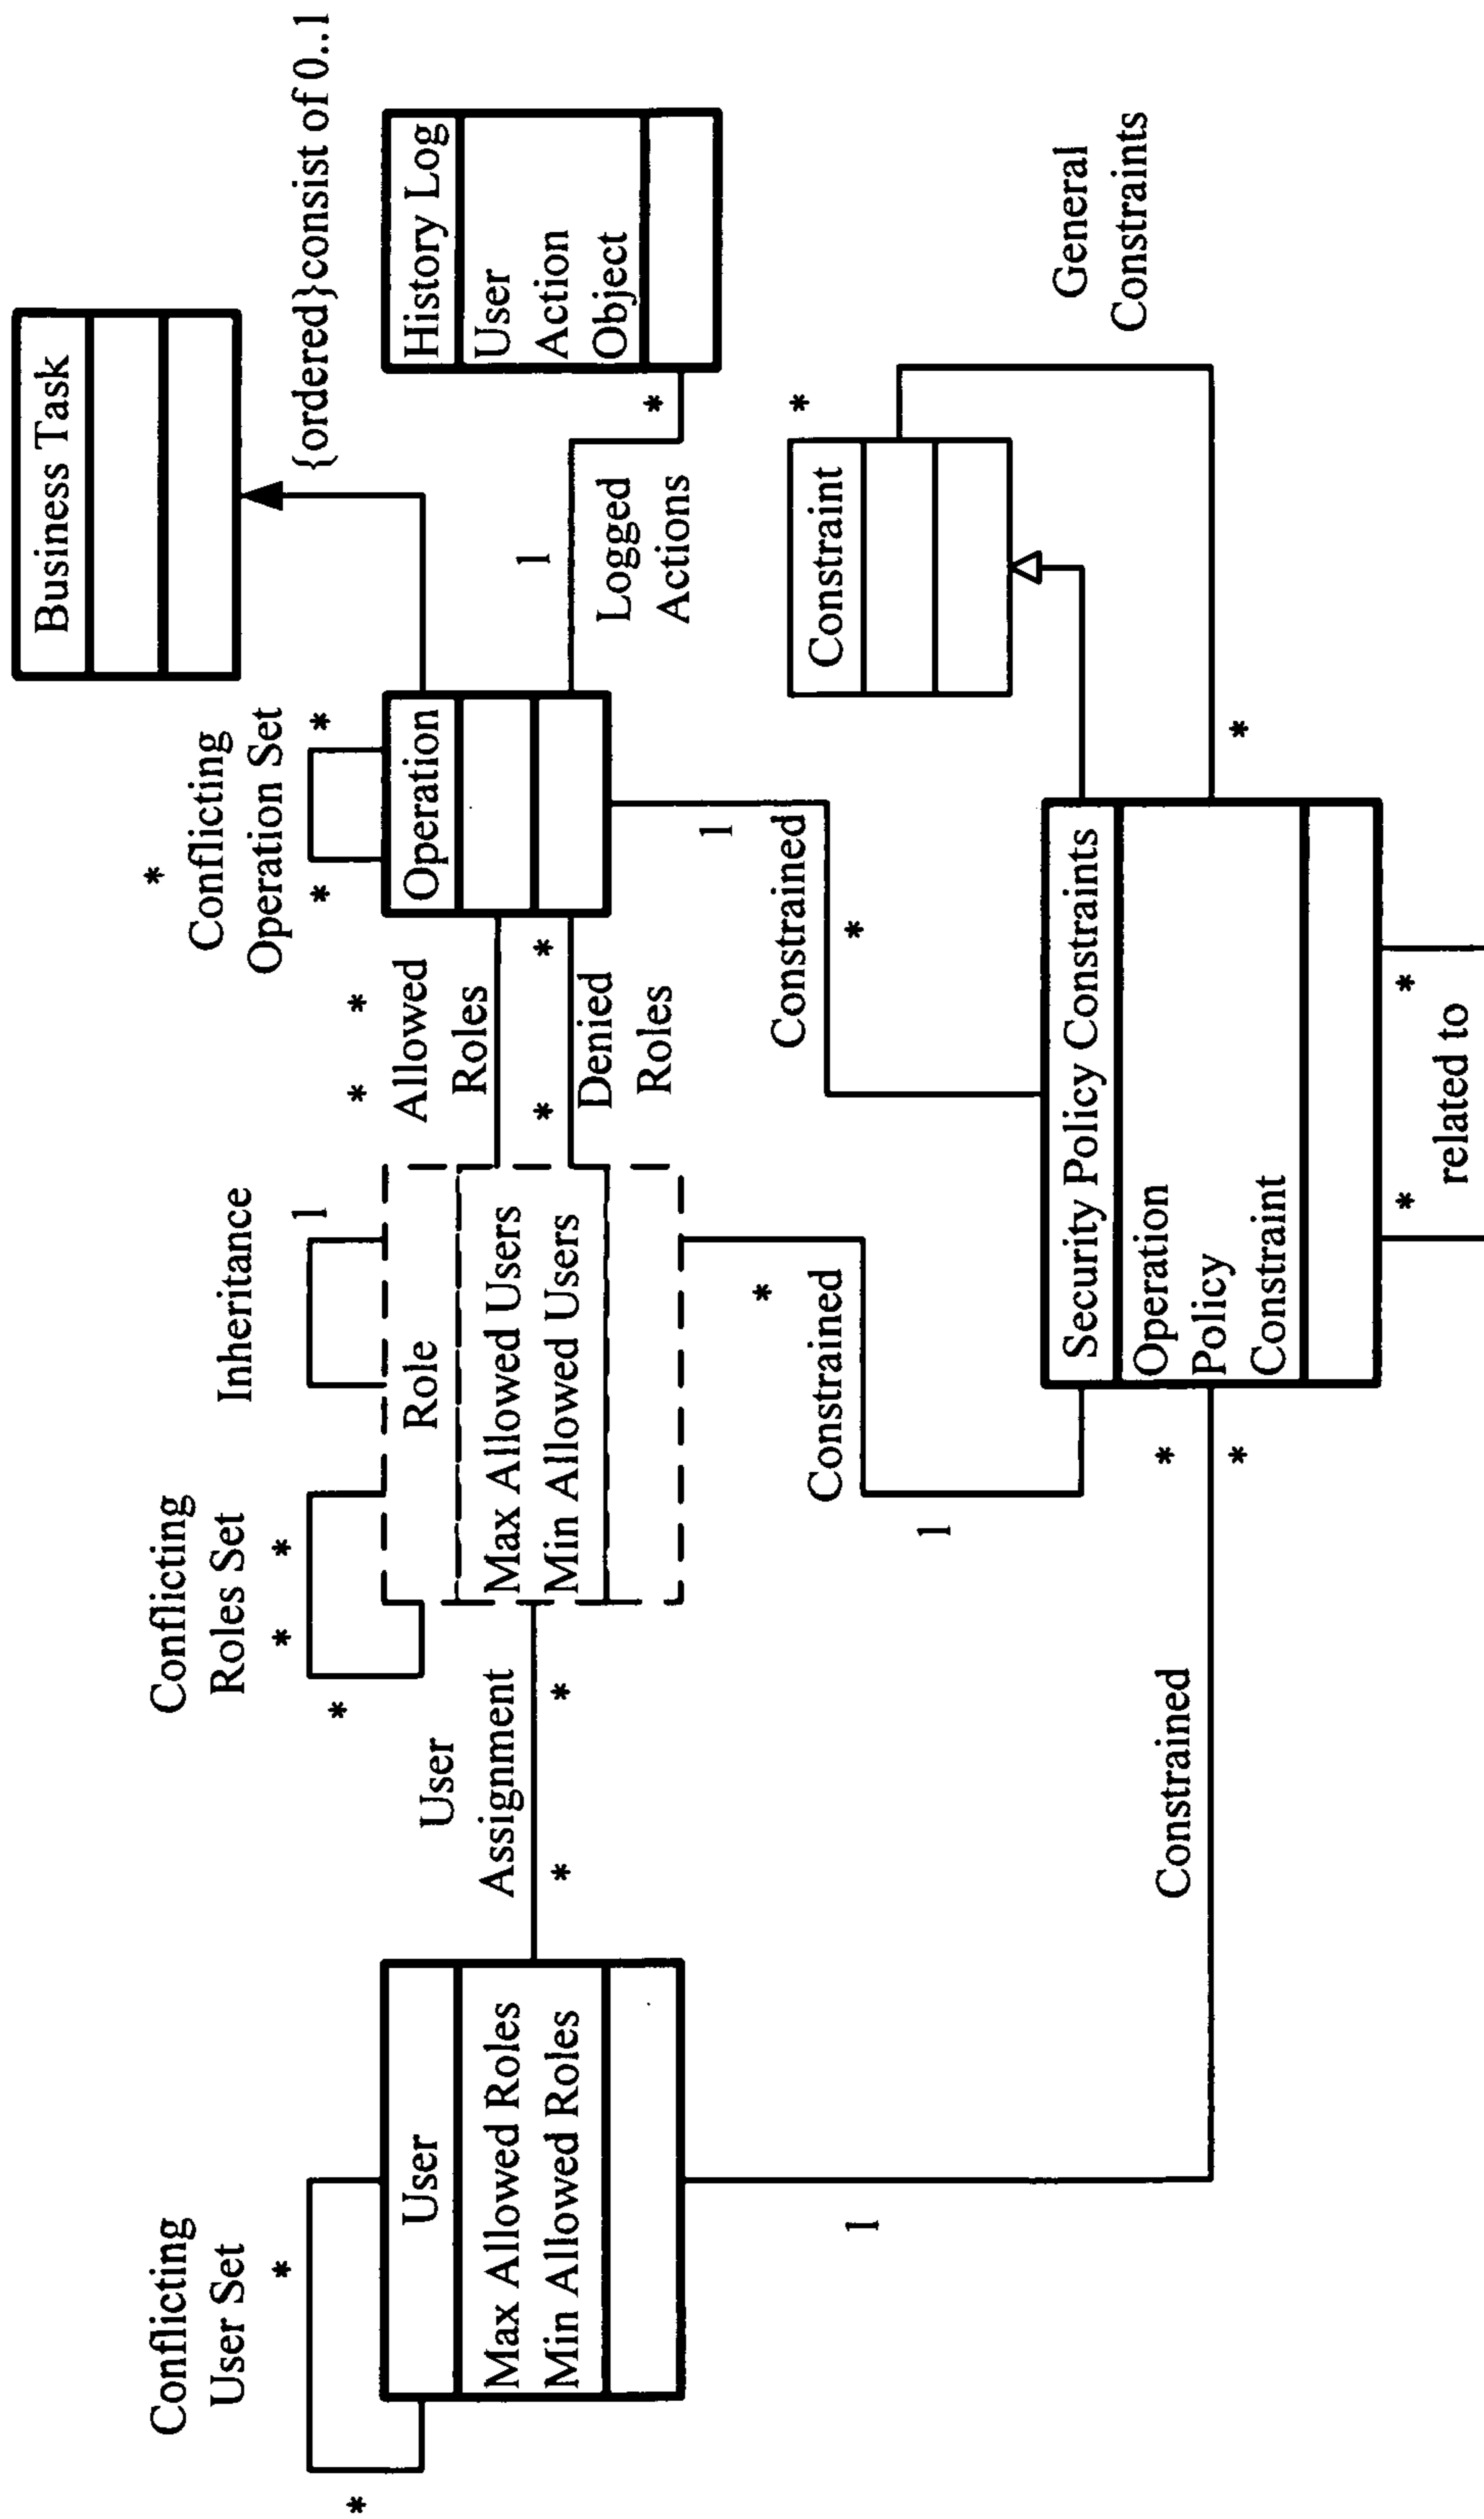 Business Task
{ordered}consist of 0..1
*
Conflicting
Operation Set
*
*
Operation
History Log
User
Action
Object
*
1
Logged
Actions
Conflicting
User Set
*
*
User
Max Allowed Roles
Min Allowed Roles
User
Assignment
*
*
Conflicting
Roles Set
*
*
*
Inheritance
1
Role
Max Allowed Users
Min Allowed Users
*
*
Allowed
Roles
*
*
Denied
Roles
Constraint
*
General
Constraints
*
1
Constrained
*
*
Constrained
1
1
Constrained
*
*
Security Policy Constraints
Operation
Policy
Constraint
*
*
related to